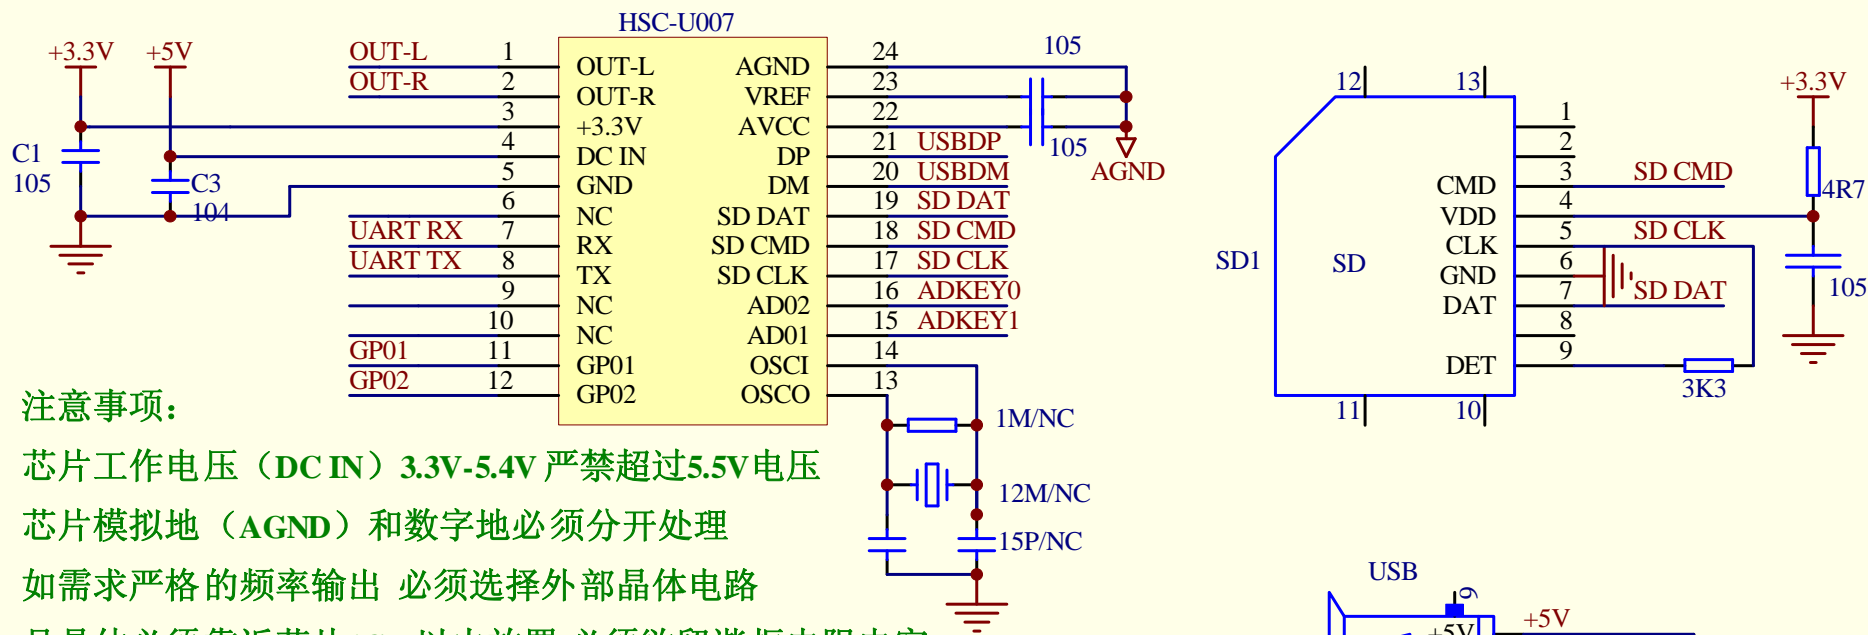 HSC-U007
+3.3V
+5V
C1
105
C3
104
OUT-L
OUT-R
UART RX
UART TX
GP01
GP02
1 OUT-L
2 OUT-R
3 +3.3V
4 DC IN
5 GND
6 NC
7 RX
8 TX
9 NC
10 NC
11 GP01
12 GP02
AGND 24
VREF 23
AVCC 22
DP 21 USBDP
DM 20 USBDM
SD DAT 19 SD DAT
SD CMD 18 SD CMD
SD CLK 17 SD CLK
AD02 16 ADKEY0
AD01 15 ADKEY1
OSCI 14
OSCO 13
105
105
AGND
1M/NC
12M/NC
15P/NC
SD1
SD
12
13
11
10
1
2
CMD 3 SD CMD
VDD 4
CLK 5 SD CLK
GND 6
DAT 7 SD DAT
8
DET 9
3K3
+3.3V
4R7
105
注意事项：
芯片工作电压（DC IN）3.3V-5.4V 严禁超过5.5V电压
芯片模拟地（AGND）和数字地必须分开处理
如需求严格的频率输出 必须选择外部晶体电路
USB
9
+5V
+5V